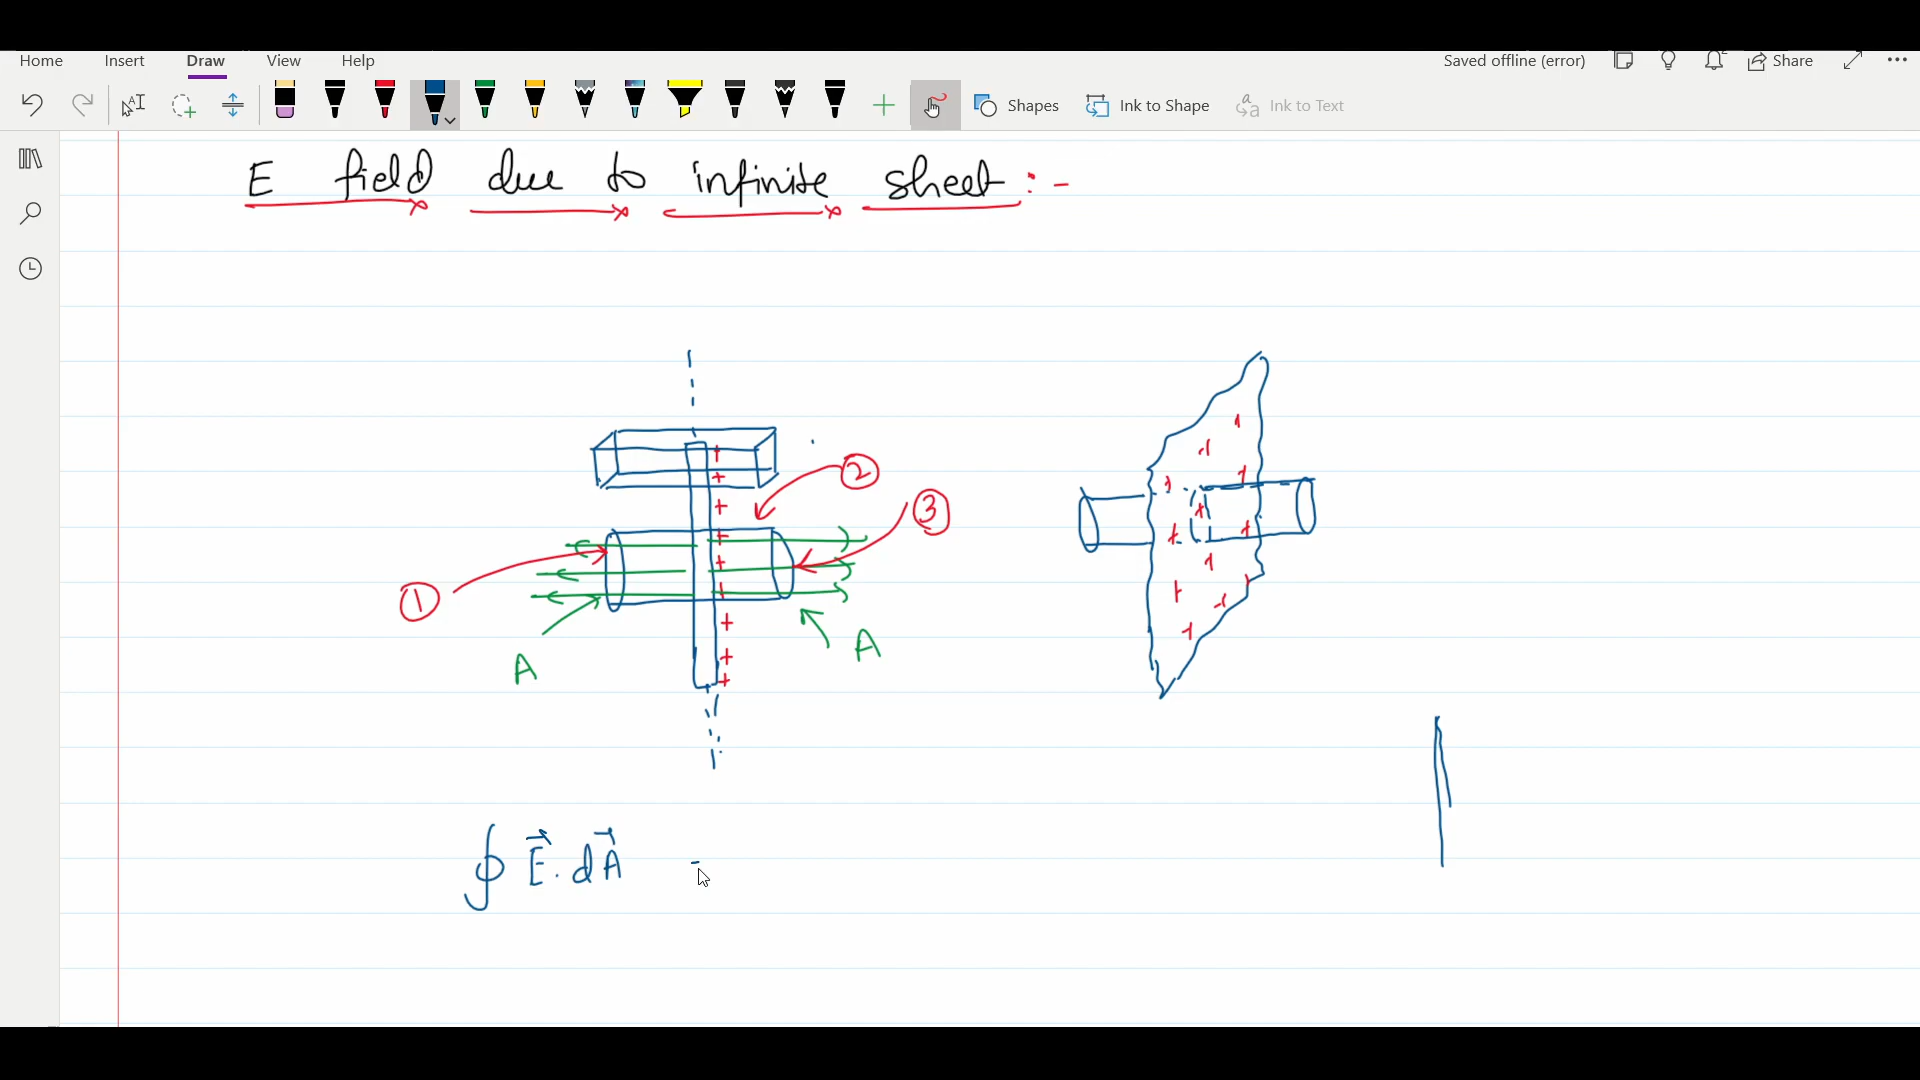 Home Insert Draw View Help Saved offline (error) Share
Shapes Ink to Shape Ink to Text
E field due to infinite sheet :-
+ + + + + + + + +
②
③
①
A
A
∮ E⃗ . dA⃗ -